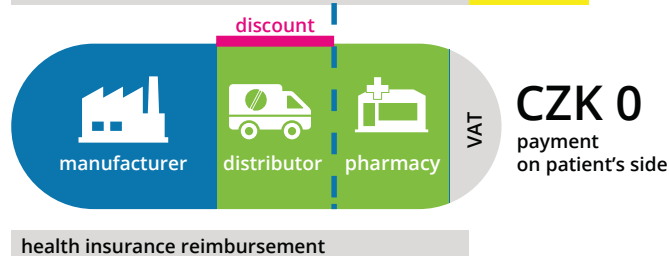 discount
manufacturer
distributor
pharmacy
VAT
CZK 0
payment
on patient's side
health insurance reimbursement